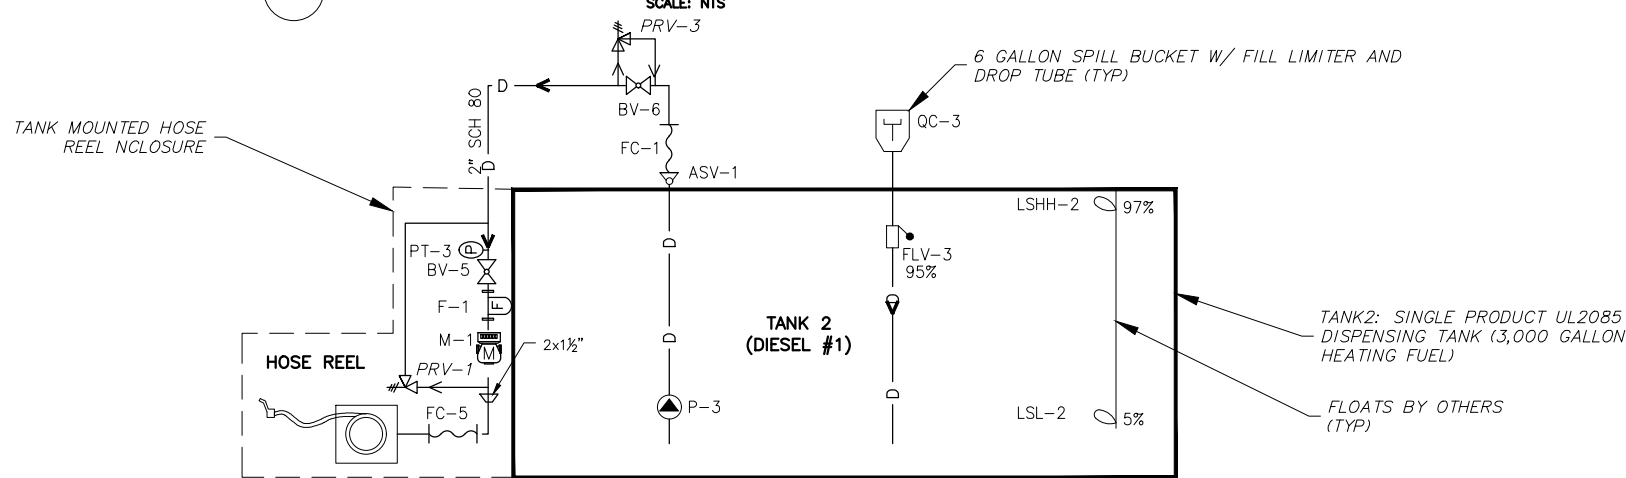 SCALE: NTS
PRV-3
6 GALLON SPILL BUCKET W/ FILL LIMITER AND
DROP TUBE (TYP)
D
BV-6
2" SCH 80
D
QC-3
TANK MOUNTED HOSE
REEL NCLOSURE
FC-1
ASV-1
LSHH-2
97%
PT-3
P
BV-5
D
FLV-3
95%
F-1
F
M-1
M
2x1½"
TANK 2
(DIESEL #1)
TANK2: SINGLE PRODUCT UL2085
DISPENSING TANK (3,000 GALLON
HEATING FUEL)
D
HOSE REEL
PRV-1
D
FC-5
P-3
LSL-2
5%
FLOATS BY OTHERS
(TYP)